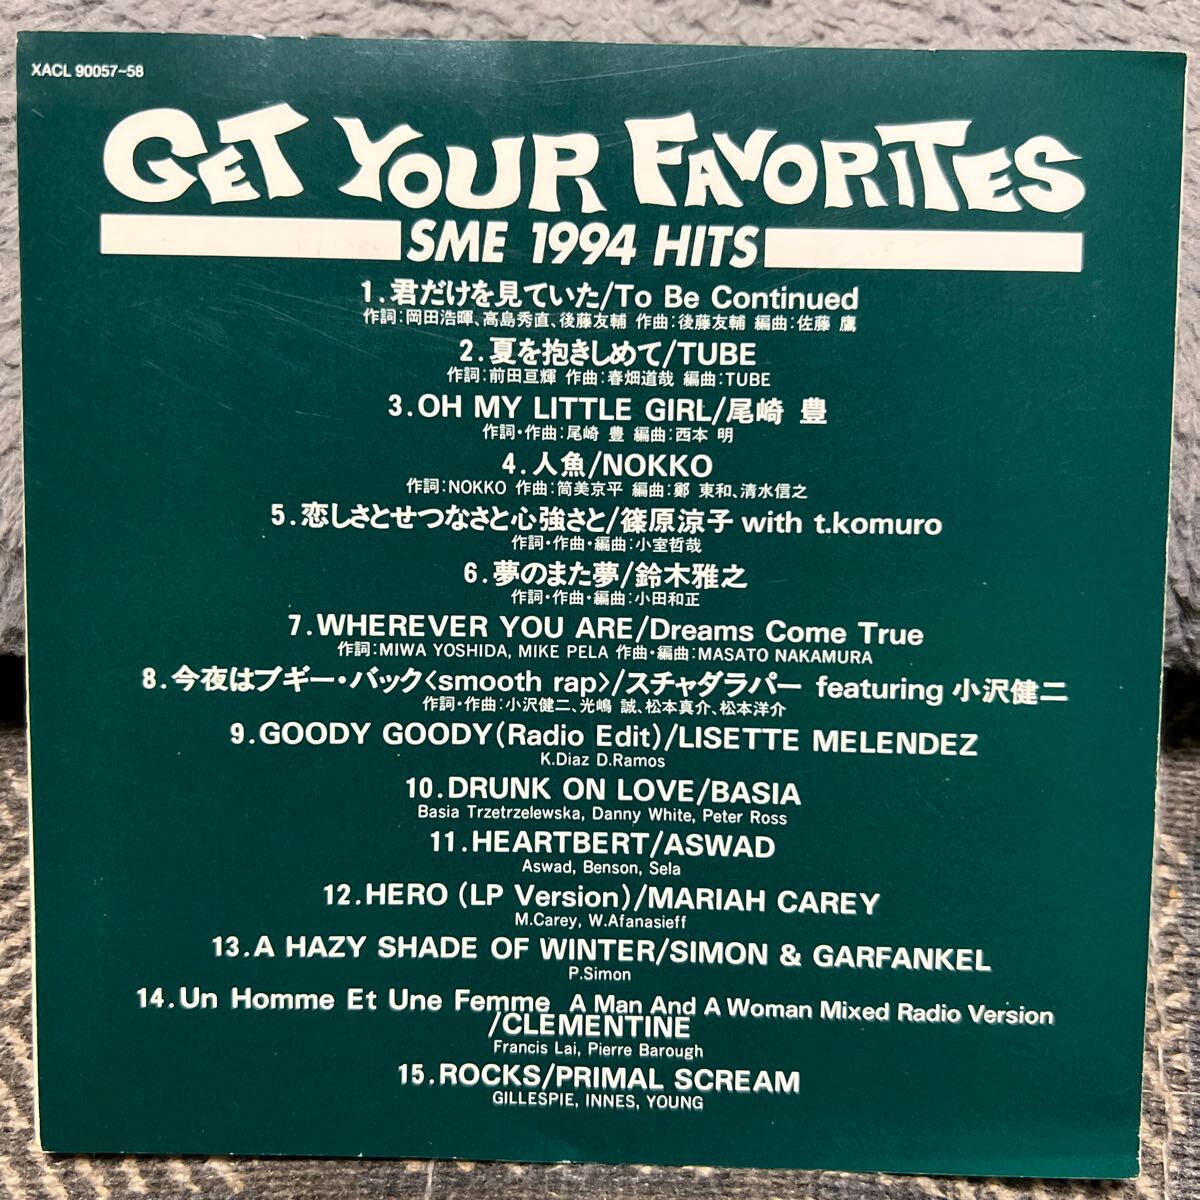 XACL 90057~58
GET YOUR FAVORITES
SME 1994 HITS
1.君だけを見ていた/To Be Continued
作詞:岡田浩暉、高島秀直、後藤友輔 作曲:後藤友輔 編曲:佐藤 鷹
2.夏を抱きしめて/TUBE
作詞:前田亘輝 作曲:春畑道哉 編曲:TUBE
3.OH MY LITTLE GIRL/尾崎 豊
作詞・作曲:尾崎 豊 編曲:西本 明
4.人魚/NOKKO
作詞:NOKKO 作曲:筒美京平 編曲:鄭 東和、清水信之
5.恋しさとせつなさと心強さと/篠原涼子 with t.komuro
作詞・作曲・編曲:小室哲哉
6.夢のまた夢/鈴木雅之
作詞・作曲・編曲:小田和正
7.WHEREVER YOU ARE/Dreams Come True
作詞:MIWA YOSHIDA, MIKE PELA 作曲・編曲:MASATO NAKAMURA
8.今夜はブギー・バック〈smooth rap〉/スチャダラパー featuring 小沢健二
作詞・作曲:小沢健二、光嶋 誠、松本真介、松本洋介
9.GOODY GOODY(Radio Edit)/LISETTE MELENDEZ
K.Diaz D.Ramos
10.DRUNK ON LOVE/BASIA
Basia Trzetrzelewska, Danny White, Peter Ross
11.HEARTBERT/ASWAD
Aswad, Benson, Sela
12.HERO (LP Version)/MARIAH CAREY
M.Carey, W.Afanasieff
13.A HAZY SHADE OF WINTER/SIMON & GARFANKEL
P.Simon
14.Un Homme Et Une Femme A Man And A Woman Mixed Radio Version
/CLEMENTINE
Francis Lai, Pierre Barough
15.ROCKS/PRIMAL SCREAM
GILLESPIE, INNES, YOUNG